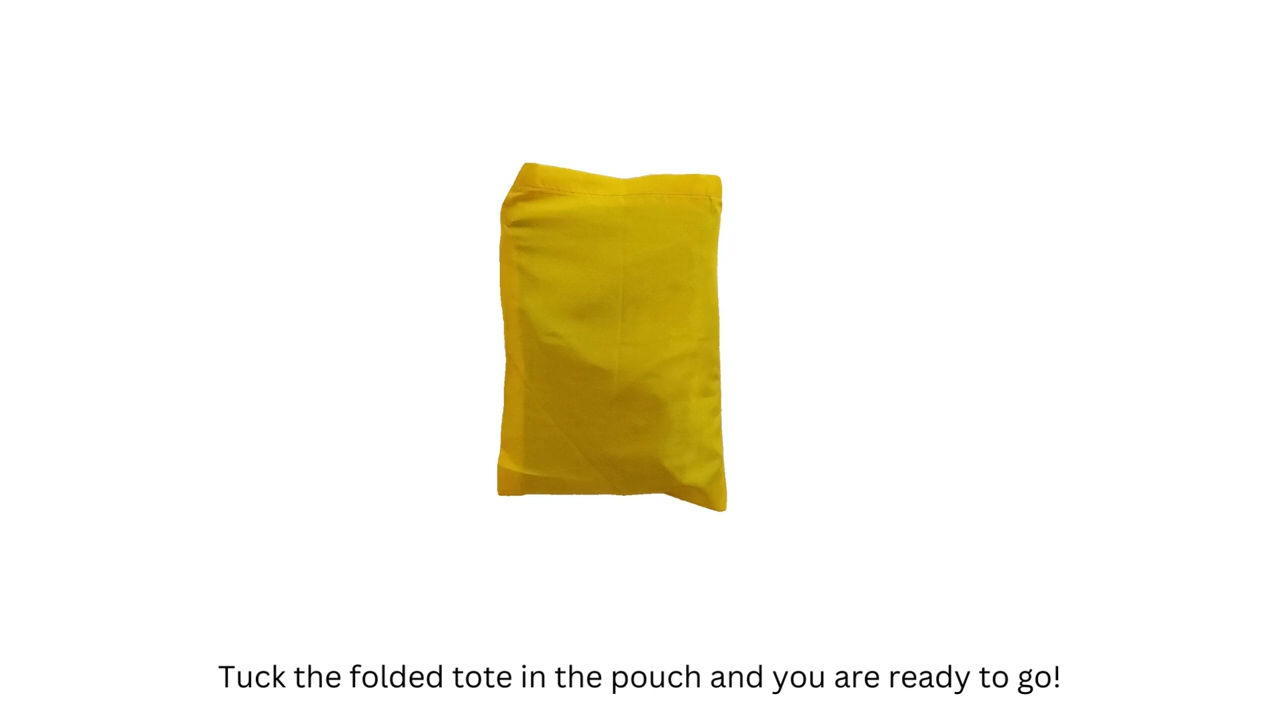 Tuck the folded tote in the pouch and you are ready to go!